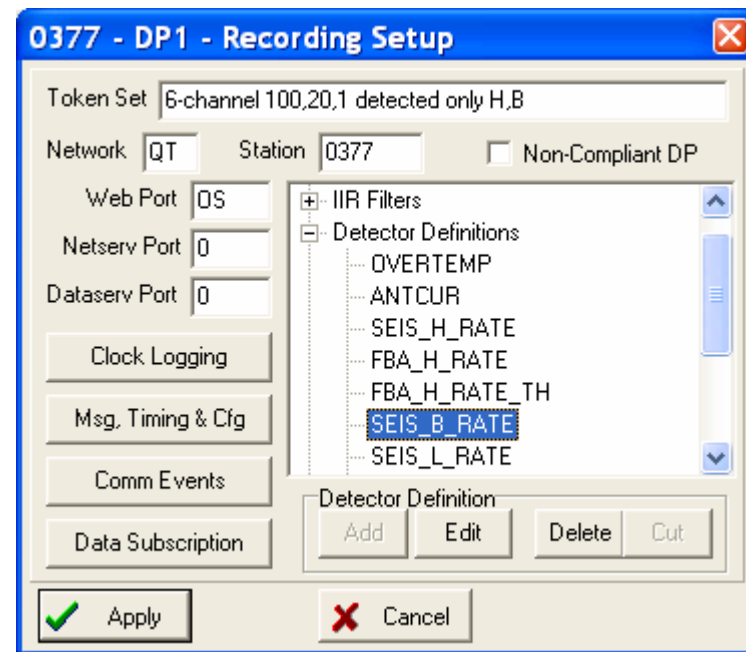 0377 - DP1 - Recording Setup
Token Set 6-channel 100,20,1 detected only H,B
Network QT Station 0377 Non-Compliant DP
Web Port OS
Netserv Port 0
Dataserv Port 0
Clock Logging
Msg, Timing & Cfg
Comm Events
Data Subscription
IIR Filters
Detector Definitions
OVERTEMP
ANTCUR
SEIS_H_RATE
FBA_H_RATE
FBA_H_RATE_TH
SEIS_B_RATE
SEIS_L_RATE
Detector Definition
Add Edit Delete Cut
Apply Cancel